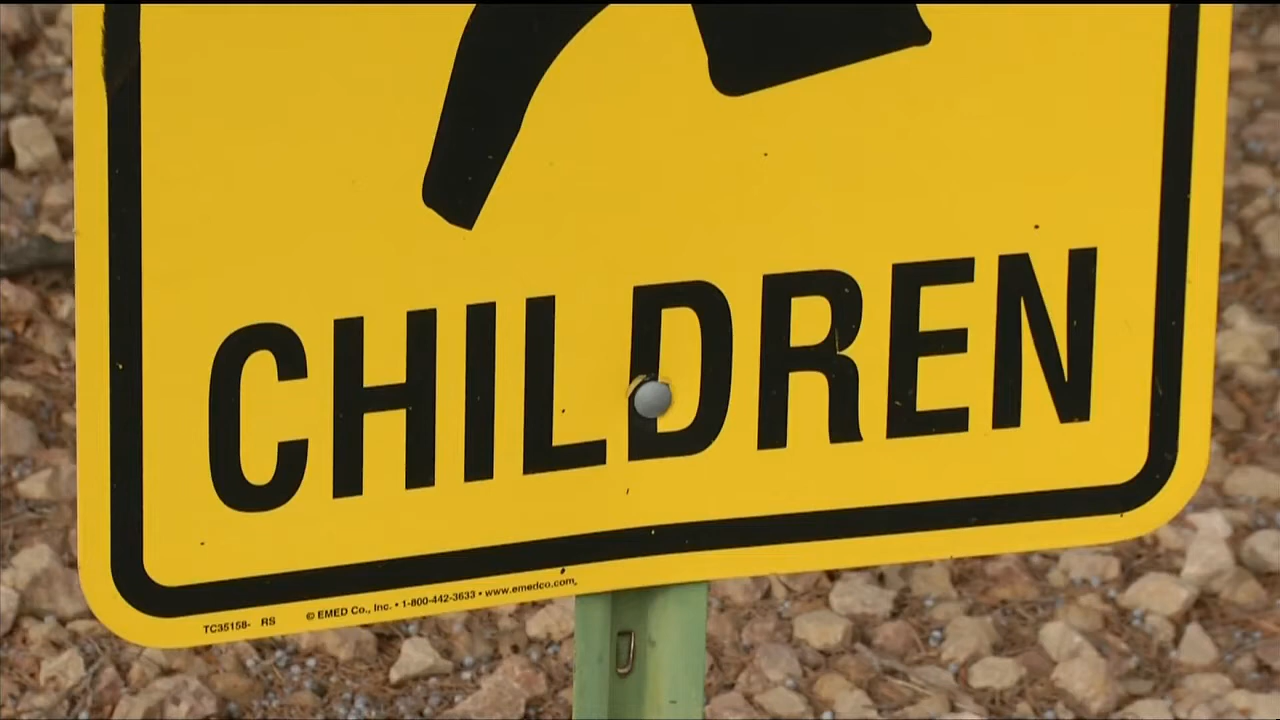 CHILDREN
TC35158- RS © EMED Co., Inc. • 1-800-442-3633 • www.emedco.com